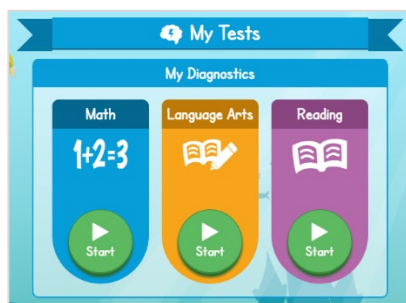 My Tests
My Diagnostics
Math Language Arts Reading
1+2=3
Start Start Start